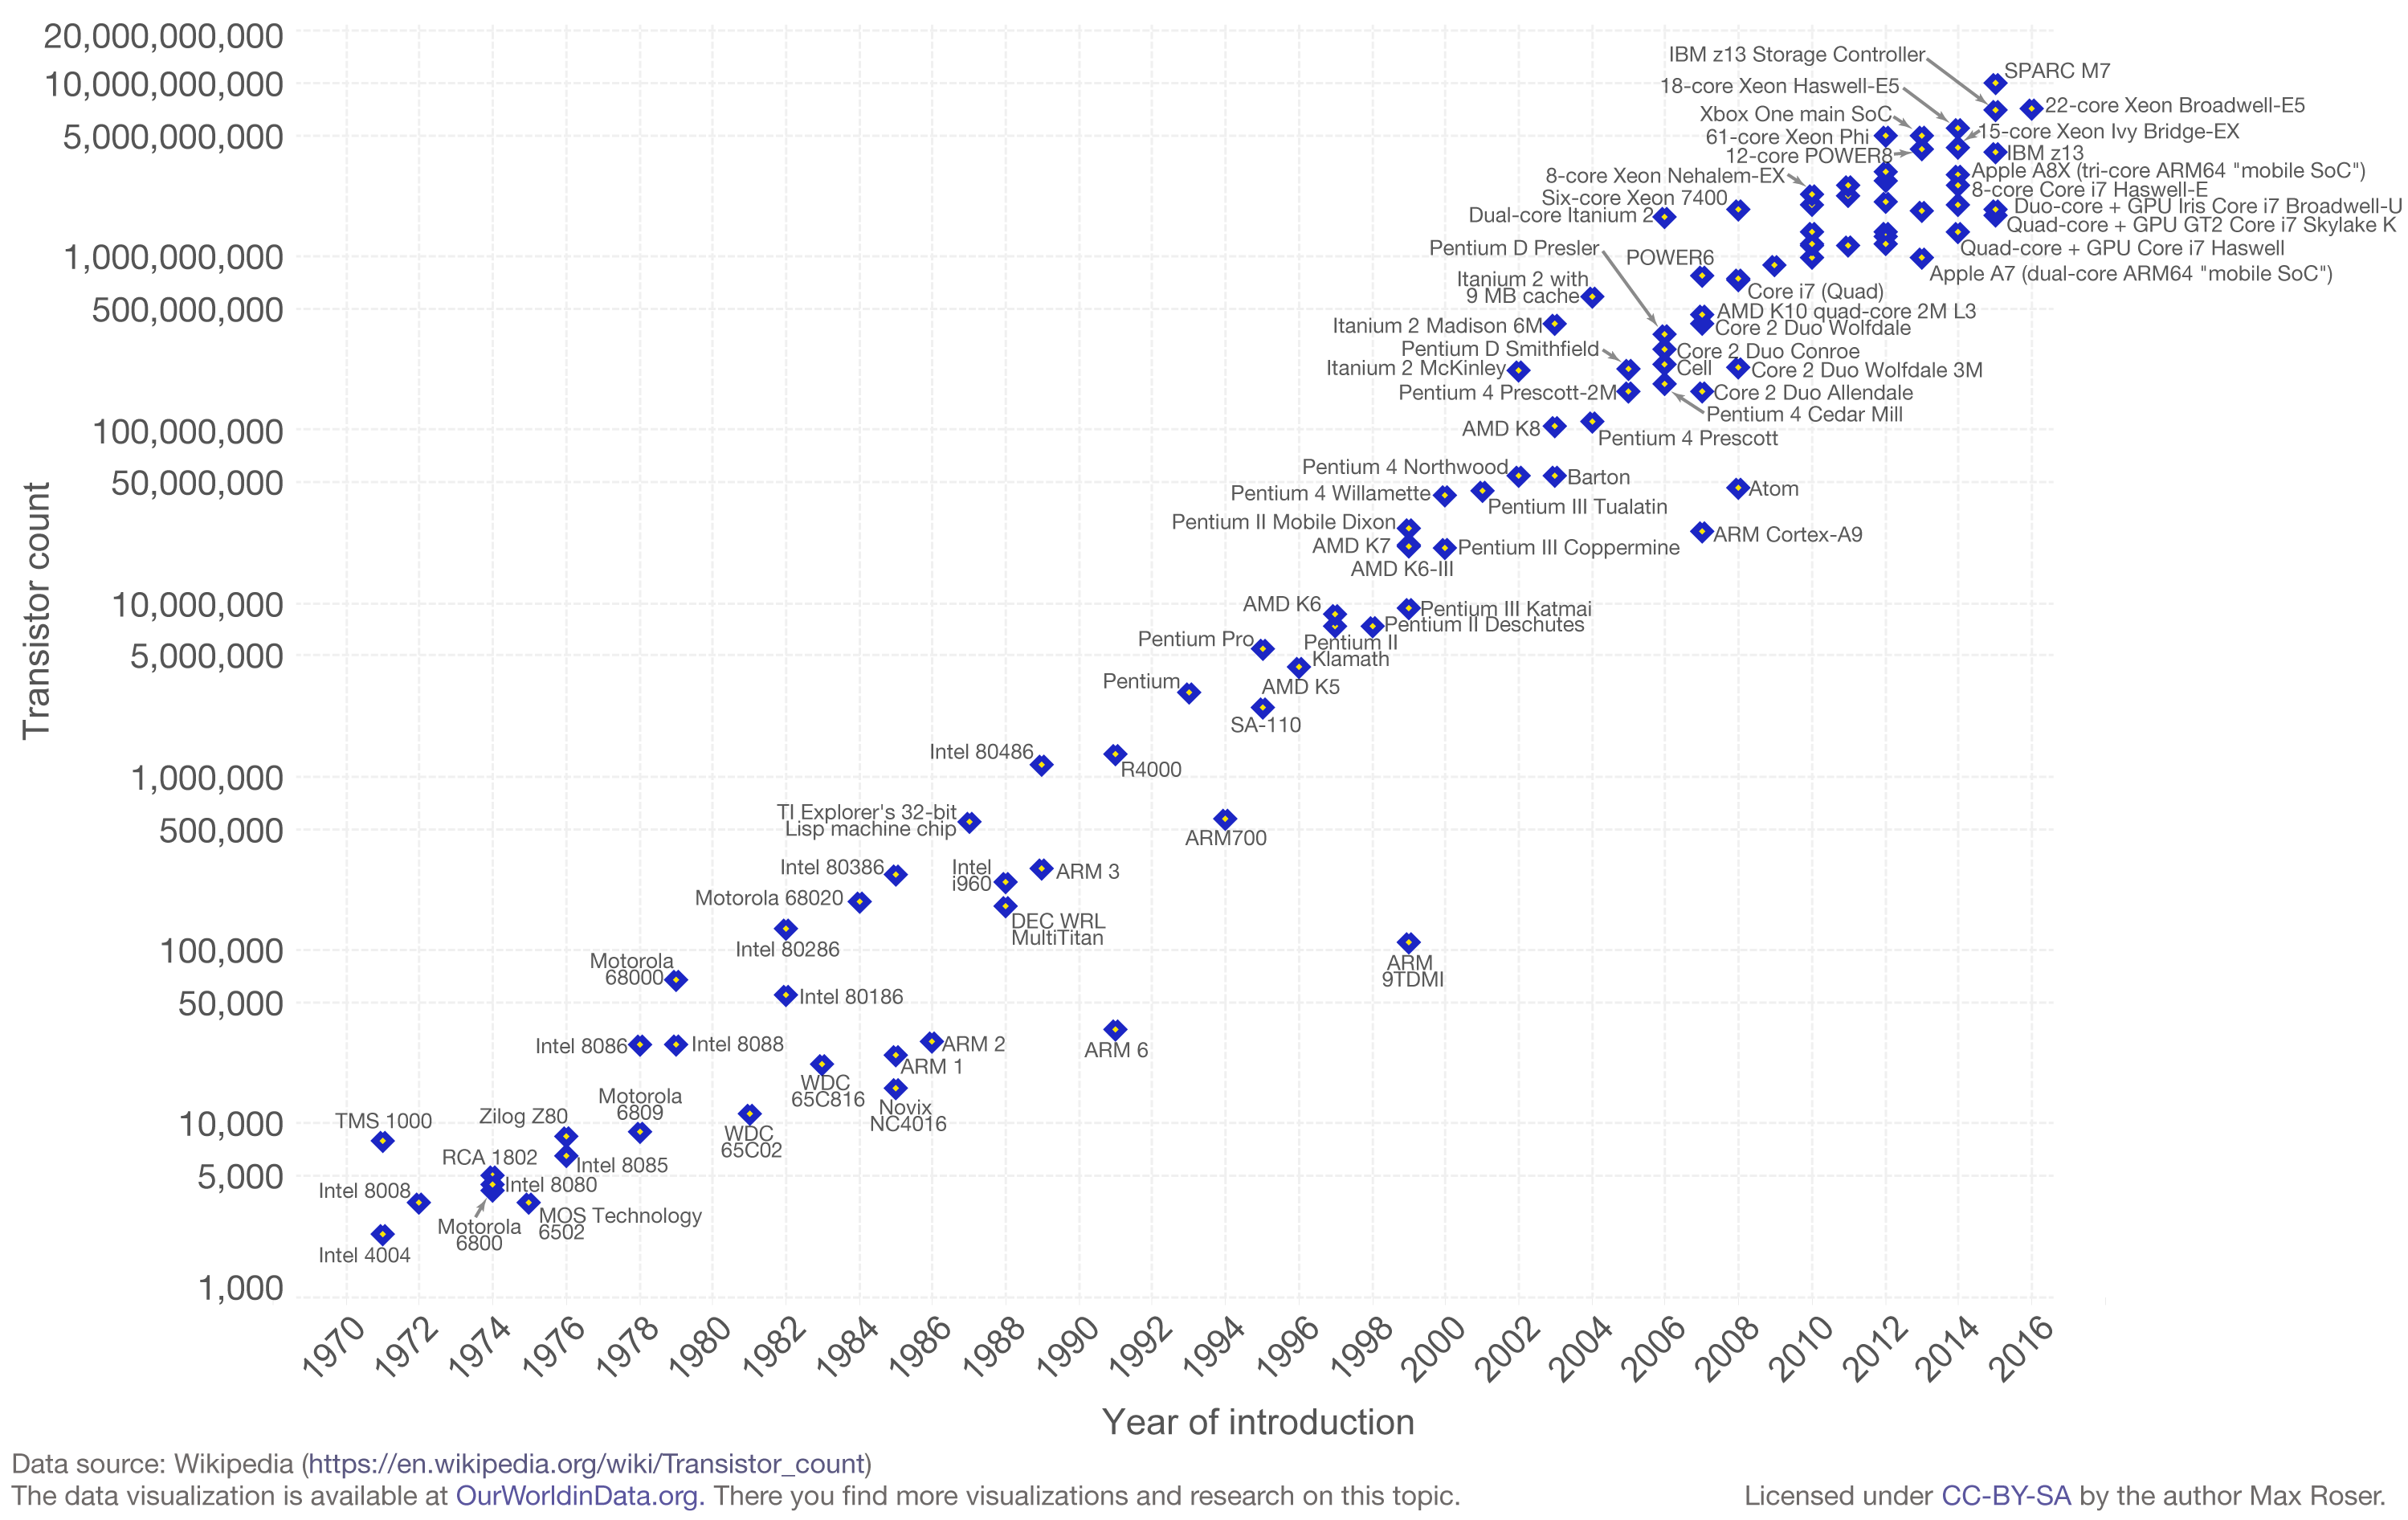 20,000,000,000
10,000,000,000
5,000,000,000
1,000,000,000
500,000,000
100,000,000
50,000,000
10,000,000
5,000,000
1,000,000
500,000
100,000
50,000
10,000
5,000
1,000
Transistor count
IBM z13 Storage Controller
SPARC M7
18-core Xeon Haswell-E5
22-core Xeon Broadwell-E5
Xbox One main SoC
61-core Xeon Phi
15-core Xeon Ivy Bridge-EX
12-core POWER8
IBM z13
8-core Xeon Nehalem-EX
Apple A8X (tri-core ARM64 "mobile SoC")
Six-core Xeon 7400
8-core Core i7 Haswell-E
Dual-core Itanium 2
Duo-core + GPU Iris Core i7 Broadwell-U
Quad-core + GPU GT2 Core i7 Skylake K
Pentium D Presler
POWER6
Quad-core + GPU Core i7 Haswell
Apple A7 (dual-core ARM64 "mobile SoC")
Itanium 2 with
9 MB cache
Core i7 (Quad)
AMD K10 quad-core 2M L3
Itanium 2 Madison 6M
Core 2 Duo Wolfdale
Pentium D Smithfield
Core 2 Duo Conroe
Itanium 2 McKinley
Cell
Core 2 Duo Wolfdale 3M
Pentium 4 Prescott-2M
Core 2 Duo Allendale
Pentium 4 Cedar Mill
AMD K8
Pentium 4 Prescott
Pentium 4 Northwood
Barton
Pentium 4 Willamette
Atom
Pentium III Tualatin
Pentium II Mobile Dixon
ARM Cortex-A9
AMD K7
Pentium III Coppermine
AMD K6-III
AMD K6
Pentium III Katmai
Pentium II Deschutes
Pentium Pro
Pentium II
Klamath
Pentium
AMD K5
SA-110
Intel 80486
R4000
TI Explorer's 32-bit
Lisp machine chip
ARM700
Intel 80386
Intel
i960
ARM 3
Motorola 68020
DEC WRL
MultiTitan
Intel 80286
Motorola
68000
ARM
9TDMI
Intel 80186
Intel 8086
Intel 8088
ARM 2
ARM 6
ARM 1
WDC
65C816
Motorola
6809
Novix
NC4016
TMS 1000
Zilog Z80
WDC
65C02
RCA 1802
Intel 8085
Intel 8008
Intel 8080
Motorola
6800
MOS Technology
6502
Intel 4004
1970
1972
1974
1976
1978
1980
1982
1984
1986
1988
1990
1992
1994
1996
1998
2000
2002
2004
2006
2008
2010
2012
2014
2016
Year of introduction
Data source: Wikipedia (https://en.wikipedia.org/wiki/Transistor_count)
The data visualization is available at OurWorldinData.org. There you find more visualizations and research on this topic.
Licensed under CC-BY-SA by the author Max Roser.